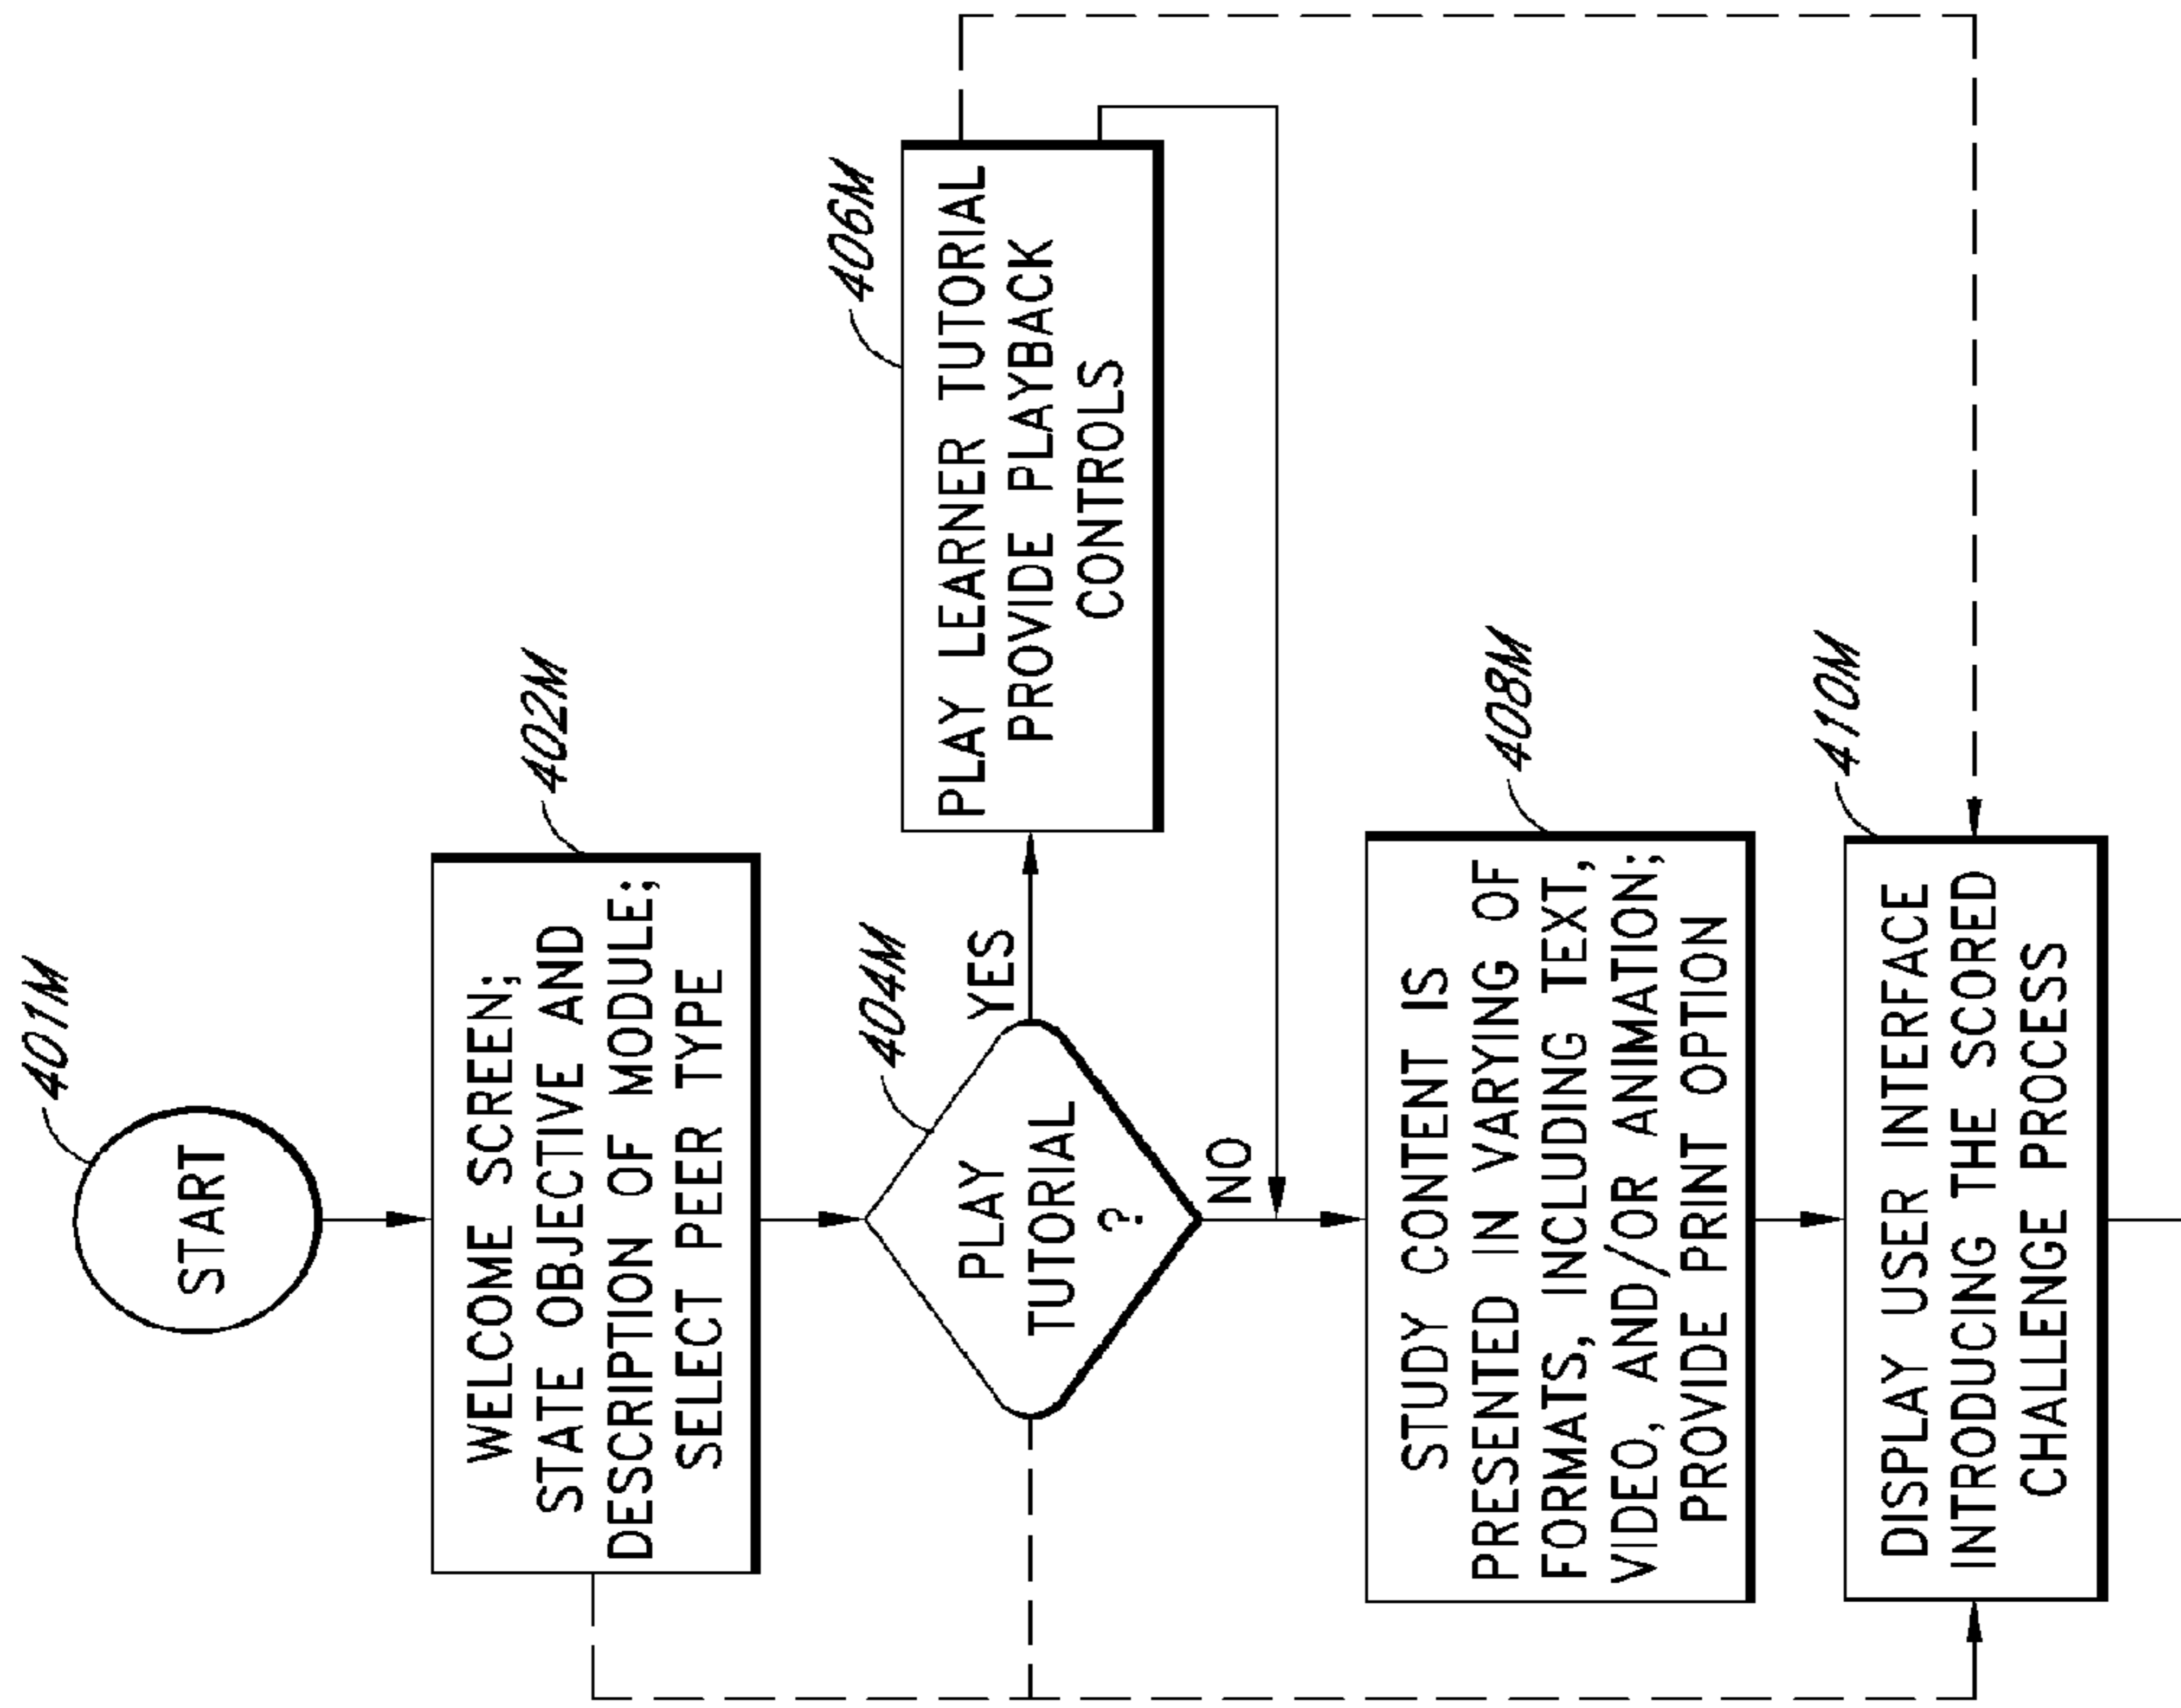 401M
START
402M
WELCOME SCREEN;
STATE OBJECTIVE AND
DESCRIPTION OF MODULE;
SELECT PEER TYPE
404M
PLAY
TUTORIAL
?
YES
NO
406M
PLAY LEARNER TUTORIAL
PROVIDE PLAYBACK
CONTROLS
408M
STUDY CONTENT IS
PRESENTED IN VARYING OF
FORMATS, INCLUDING TEXT,
VIDEO, AND/OR ANIMATION;
PROVIDE PRINT OPTION
410M
DISPLAY USER INTERFACE
INTRODUCING THE SCORED
CHALLENGE PROCESS